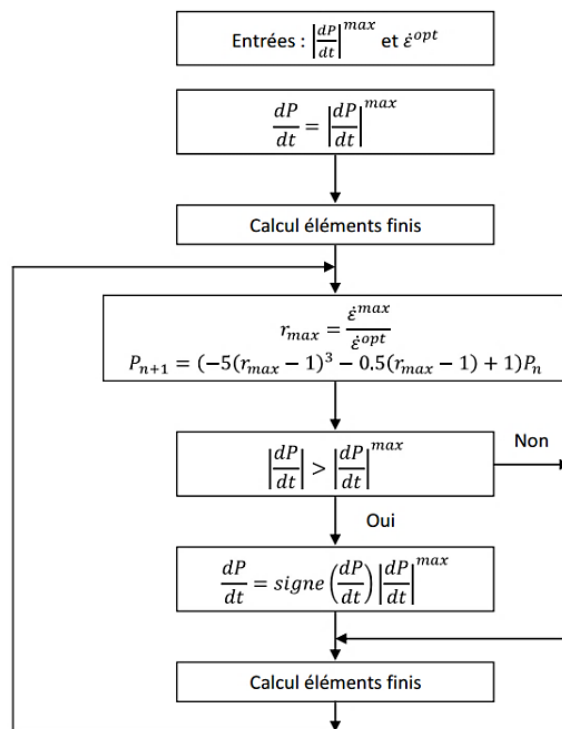 Entrées : |dP/dt|^max et ε̇^opt
dP/dt = |dP/dt|^max
Calcul éléments finis
r_max = ε̇^max/ε̇^opt
P_{n+1} = (−5(r_max − 1)^3 − 0.5(r_max − 1) + 1)P_n
|dP/dt| > |dP/dt|^max
Non
Oui
dP/dt = signe (dP/dt) |dP/dt|^max
Calcul éléments finis